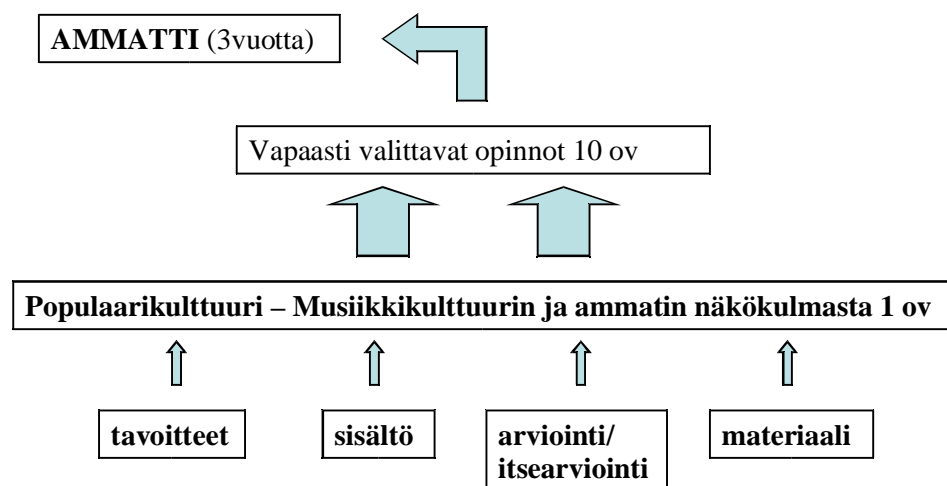 AMMATTI (3vuotta)
Vapaasti valittavat opinnot 10 ov
Populaarikulttuuri – Musiikkikulttuurin ja ammatin näkökulmasta 1 ov
tavoitteet
sisältö
arviointi/
itsearviointi
materiaali